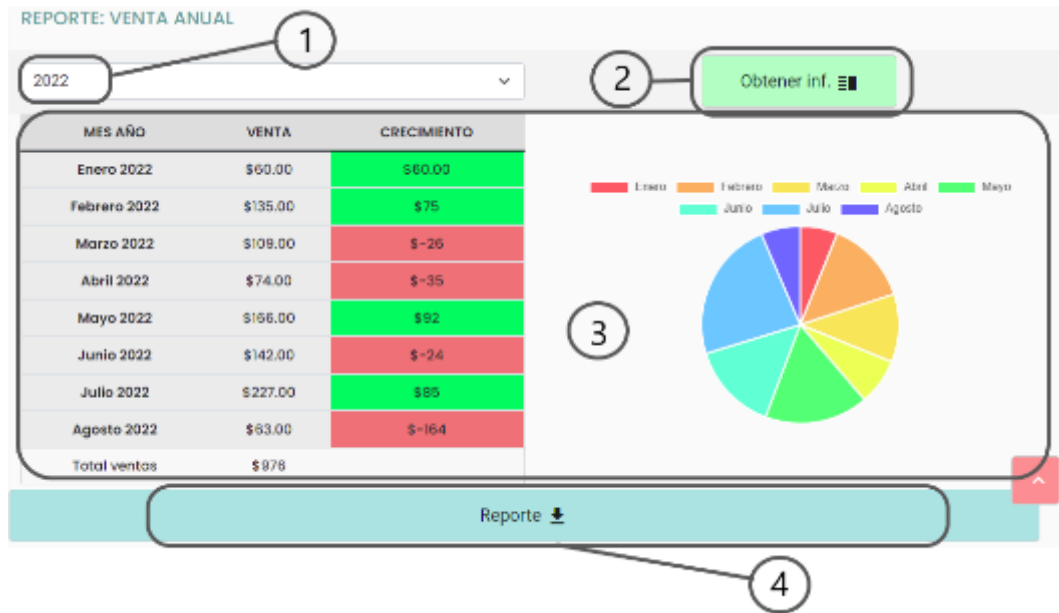 REPORTE: VENTA ANUAL
1
2022
2
Obtener inf.
MES AÑO VENTA CRECIMIENTO
Enero 2022 $60.00 $60.00
Febrero 2022 $135.00 $75
Marzo 2022 $109.00 $-26
Abril 2022 $74.00 $-35
Mayo 2022 $166.00 $92
Junio 2022 $142.00 $-24
Julio 2022 $227.00 $85
Agosto 2022 $63.00 $-164
Total ventas $976
Enero Febrero Marzo Abril Mayo
Junio Julio Agosto
3
Reporte
4